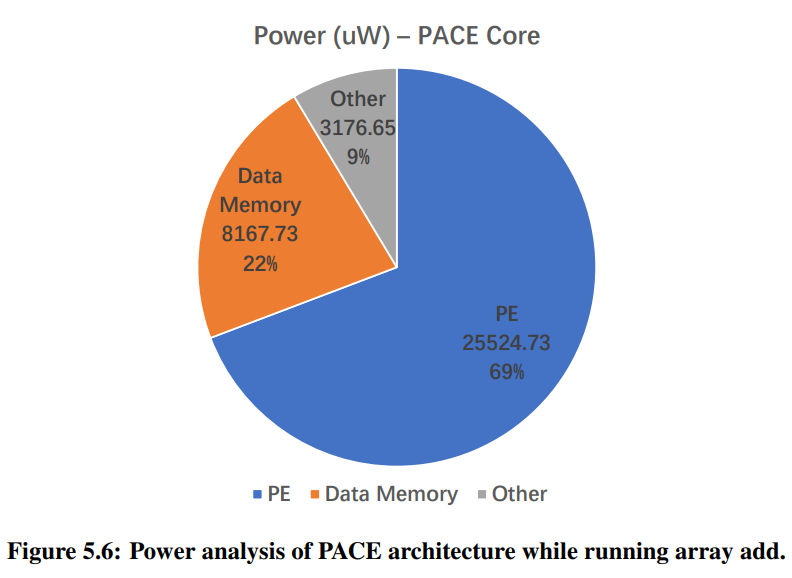 Power (uW) – PACE Core
Other
3176.65
9%
Data
Memory
8167.73
22%
PE
25524.73
69%
PE Data Memory Other
Figure 5.6: Power analysis of PACE architecture while running array add.